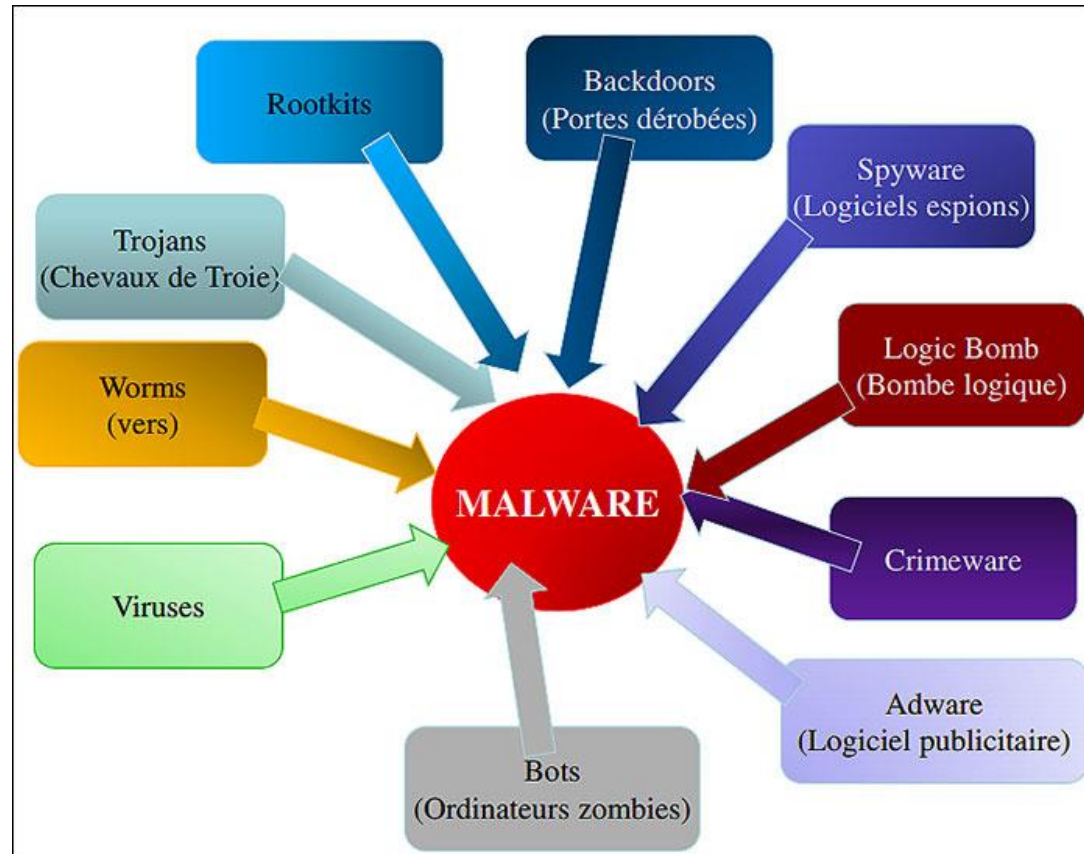 Rootkits
Backdoors
(Portes dérobées)
Spyware
(Logiciels espions)
Trojans
(Chevaux de Troie)
Logic Bomb
(Bombe logique)
Worms
(vers)
MALWARE
Crimeware
Viruses
Adware
(Logiciel publicitaire)
Bots
(Ordinateurs zombies)